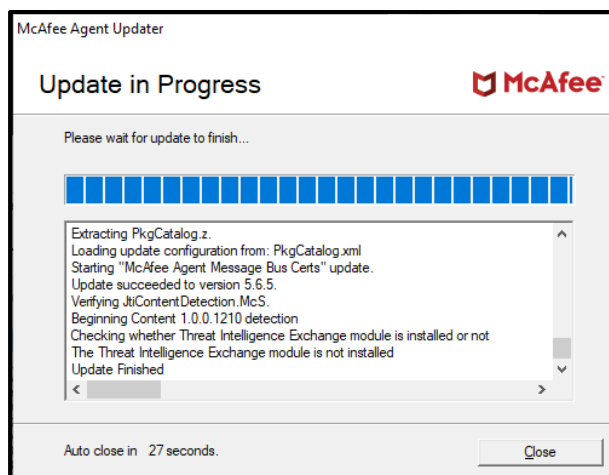 McAfee Agent Updater
Update in Progress
McAfee
Please wait for update to finish...
Extracting PkgCatalog.z.
Loading update configuration from: PkgCatalog.xml
Starting "McAfee Agent Message Bus Certs" update.
Update succeeded to version 5.6.5.
Verifying JtiContentDetection.McS.
Beginning Content 1.0.0.1210 detection
Checking whether Threat Intelligence Exchange module is installed or not
The Threat Intelligence Exchange module is not installed
Update Finished
Auto close in 27 seconds.
Close